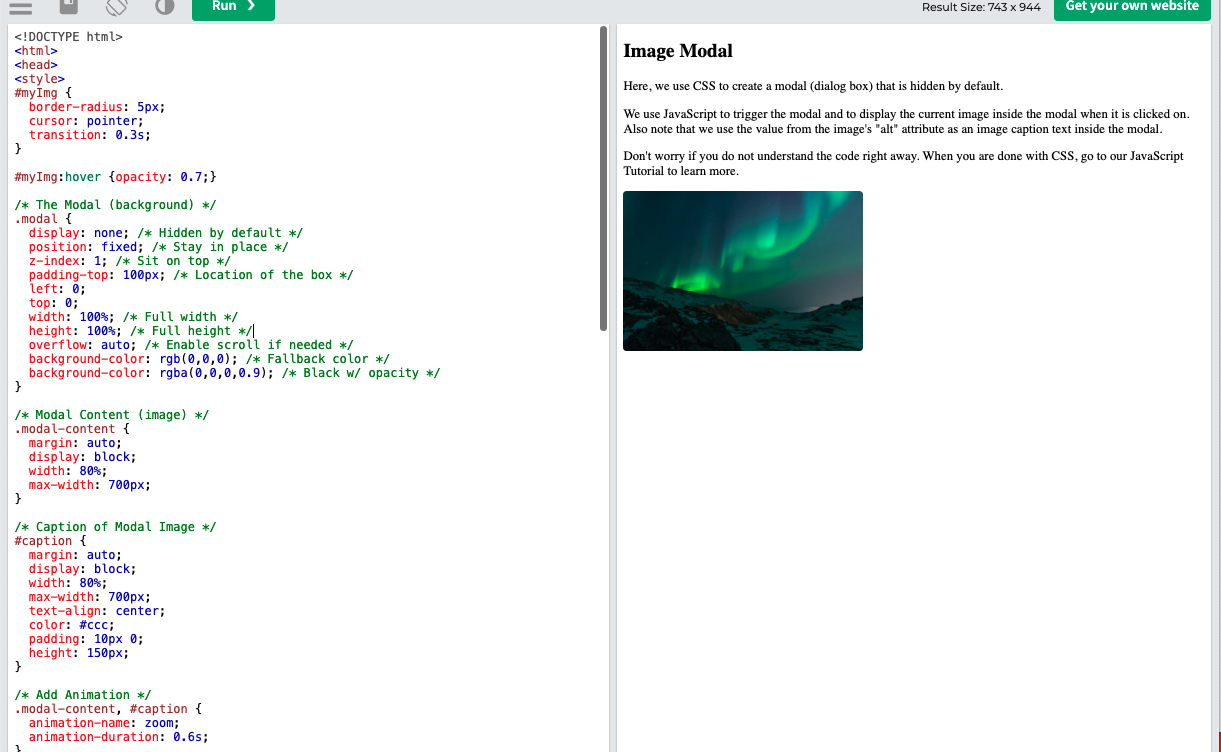 Run ❯
Result Size: 743 x 944
Get your own website
<!DOCTYPE html>
<html>
<head>
<style>
#myImg {
  border-radius: 5px;
  cursor: pointer;
  transition: 0.3s;
}

#myImg:hover {opacity: 0.7;}

/* The Modal (background) */
.modal {
  display: none; /* Hidden by default */
  position: fixed; /* Stay in place */
  z-index: 1; /* Sit on top */
  padding-top: 100px; /* Location of the box */
  left: 0;
  top: 0;
  width: 100%; /* Full width */
  height: 100%; /* Full height */
  overflow: auto; /* Enable scroll if needed */
  background-color: rgb(0,0,0); /* Fallback color */
  background-color: rgba(0,0,0,0.9); /* Black w/ opacity */
}

/* Modal Content (image) */
.modal-content {
  margin: auto;
  display: block;
  width: 80%;
  max-width: 700px;
}

/* Caption of Modal Image */
#caption {
  margin: auto;
  display: block;
  width: 80%;
  max-width: 700px;
  text-align: center;
  color: #ccc;
  padding: 10px 0;
  height: 150px;
}

/* Add Animation */
.modal-content, #caption {
  animation-name: zoom;
  animation-duration: 0.6s;
}
Image Modal
Here, we use CSS to create a modal (dialog box) that is hidden by default.
We use JavaScript to trigger the modal and to display the current image inside the modal when it is clicked on.
Also note that we use the value from the image's "alt" attribute as an image caption text inside the modal.
Don't worry if you do not understand the code right away. When you are done with CSS, go to our JavaScript
Tutorial to learn more.